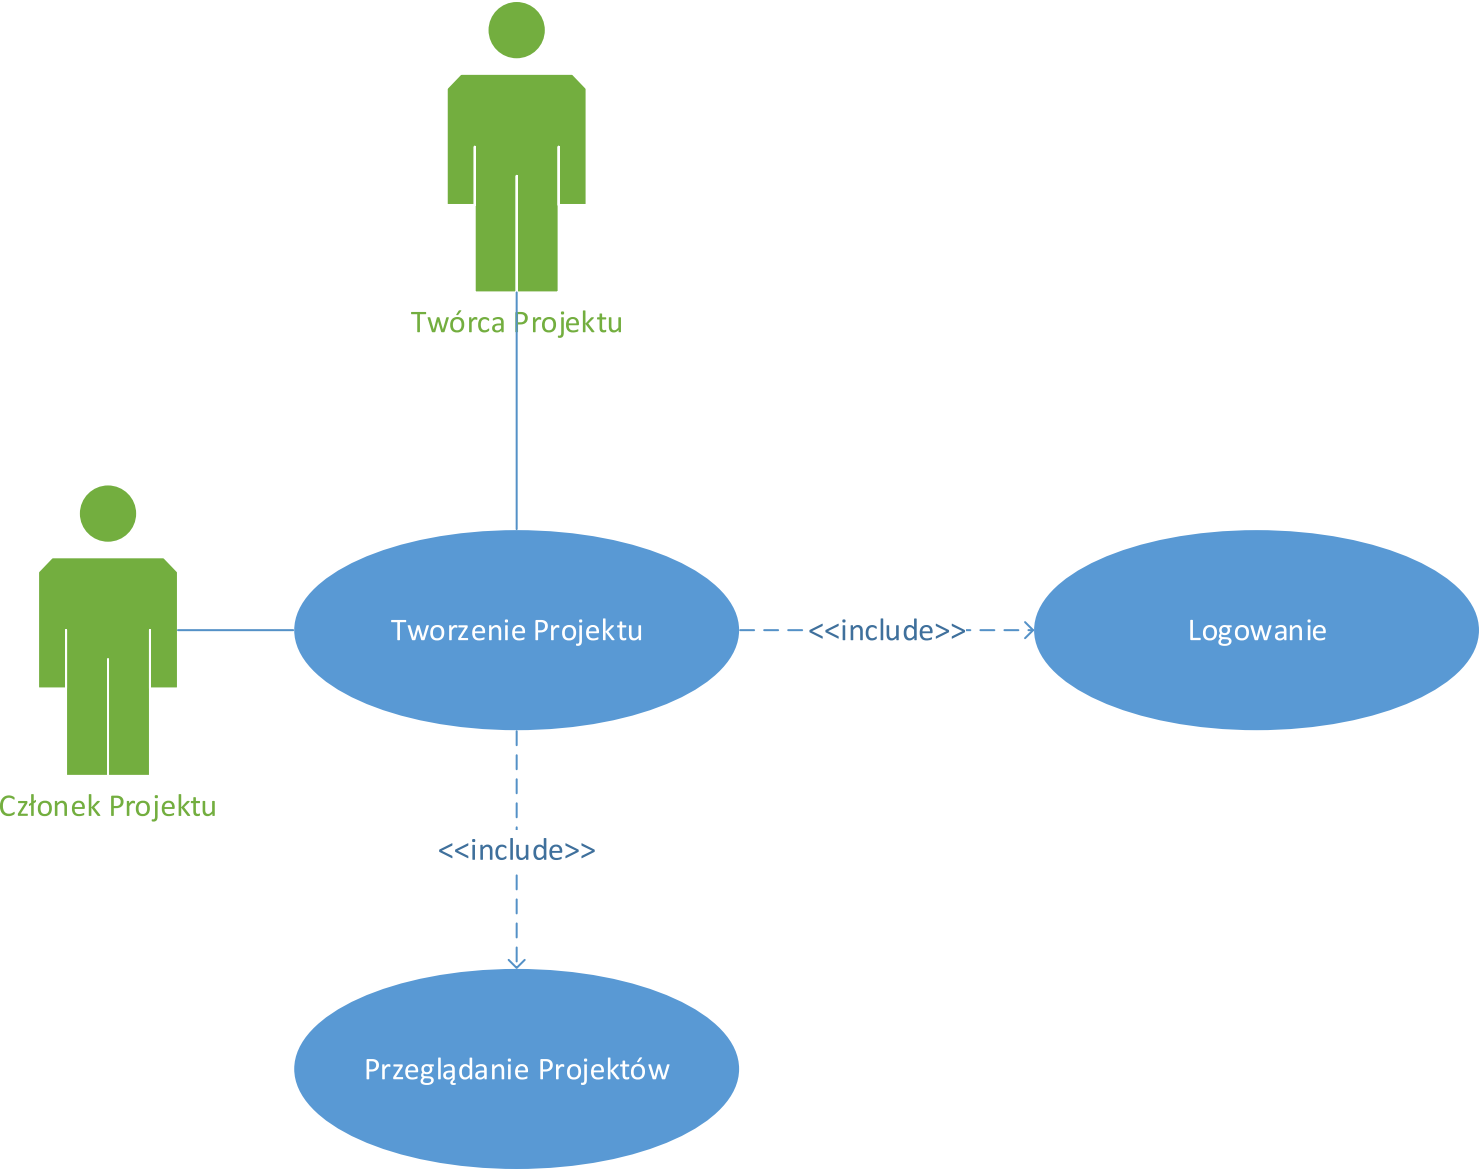 Twórca Projektu
Tworzenie Projektu
<<include>>
Logowanie
Członek Projektu
<<include>>
Przeglądanie Projektów